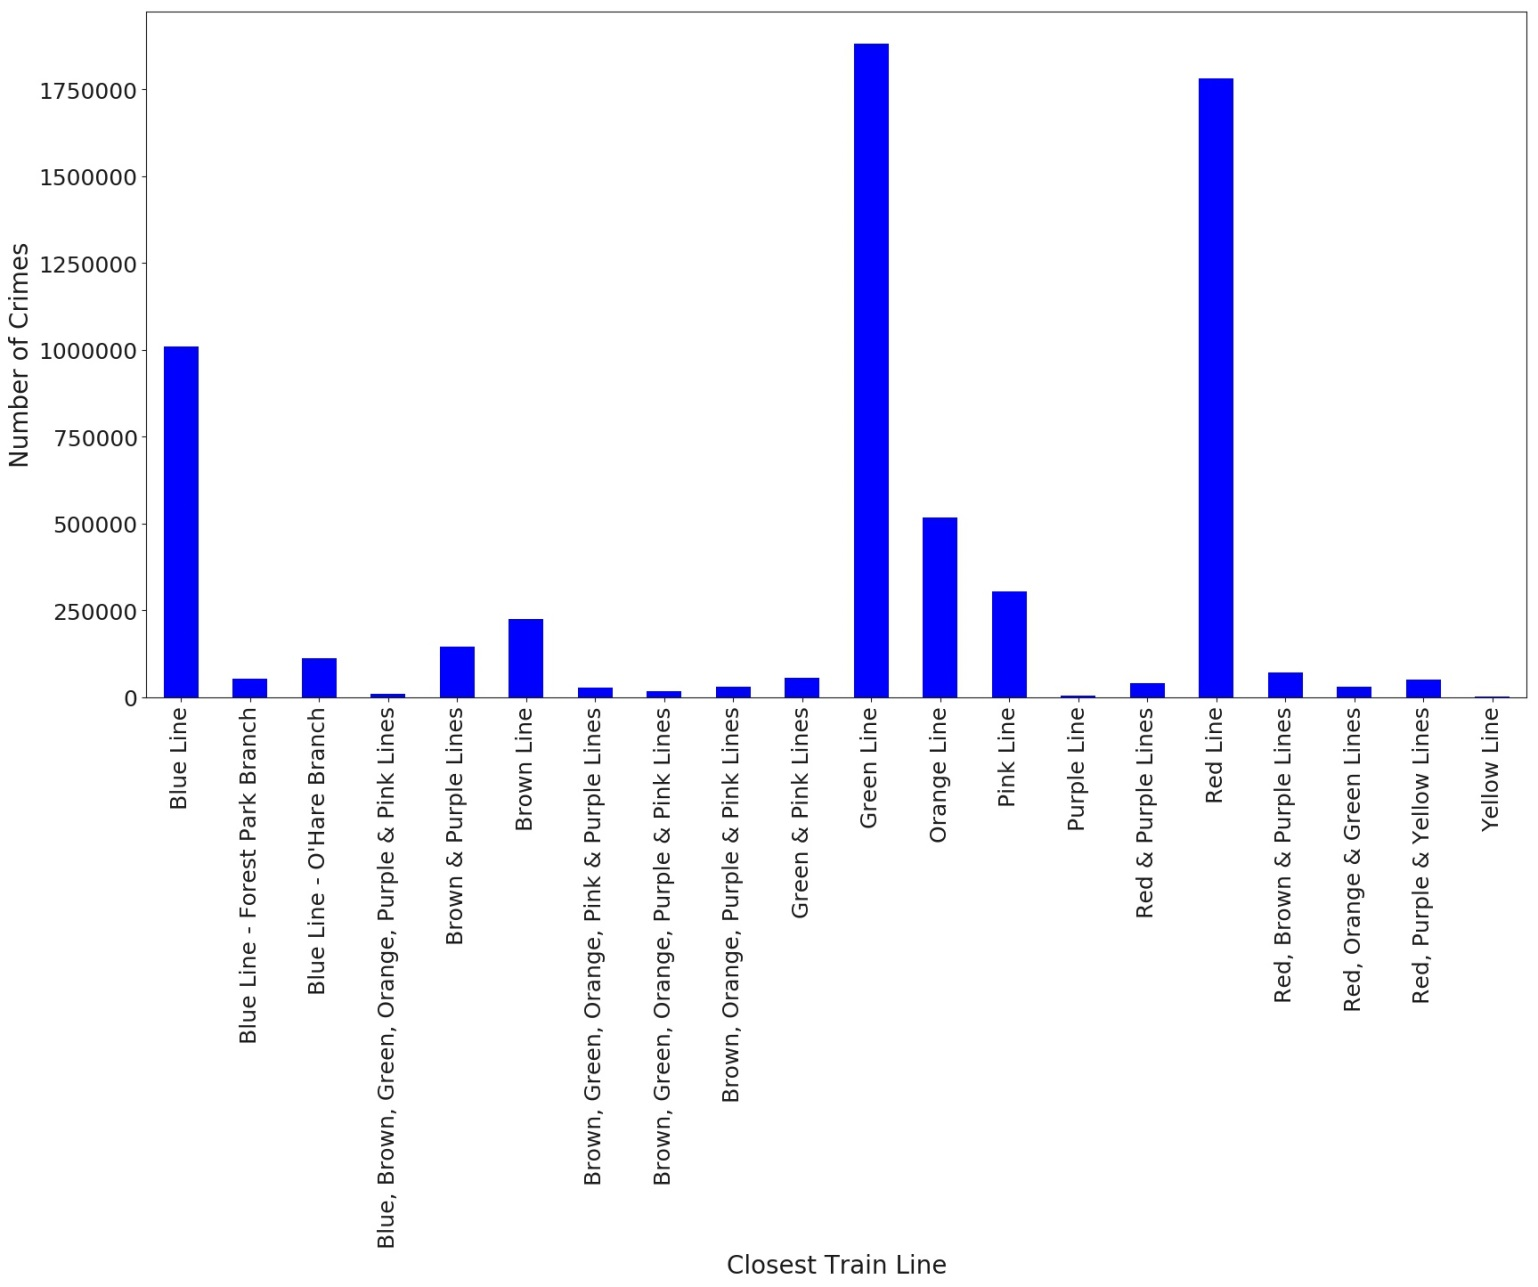 Number of Crimes
1750000
1500000
1250000
1000000
750000
500000
250000
0
Blue Line
Blue Line - Forest Park Branch
Blue Line - O'Hare Branch
Blue, Brown, Green, Orange, Purple & Pink Lines
Brown & Purple Lines
Brown Line
Brown, Green, Orange, Pink & Purple Lines
Brown, Green, Orange, Purple & Pink Lines
Brown, Orange, Purple & Pink Lines
Green & Pink Lines
Green Line
Orange Line
Pink Line
Purple Line
Red & Purple Lines
Red Line
Red, Brown & Purple Lines
Red, Orange & Green Lines
Red, Purple & Yellow Lines
Yellow Line
Closest Train Line